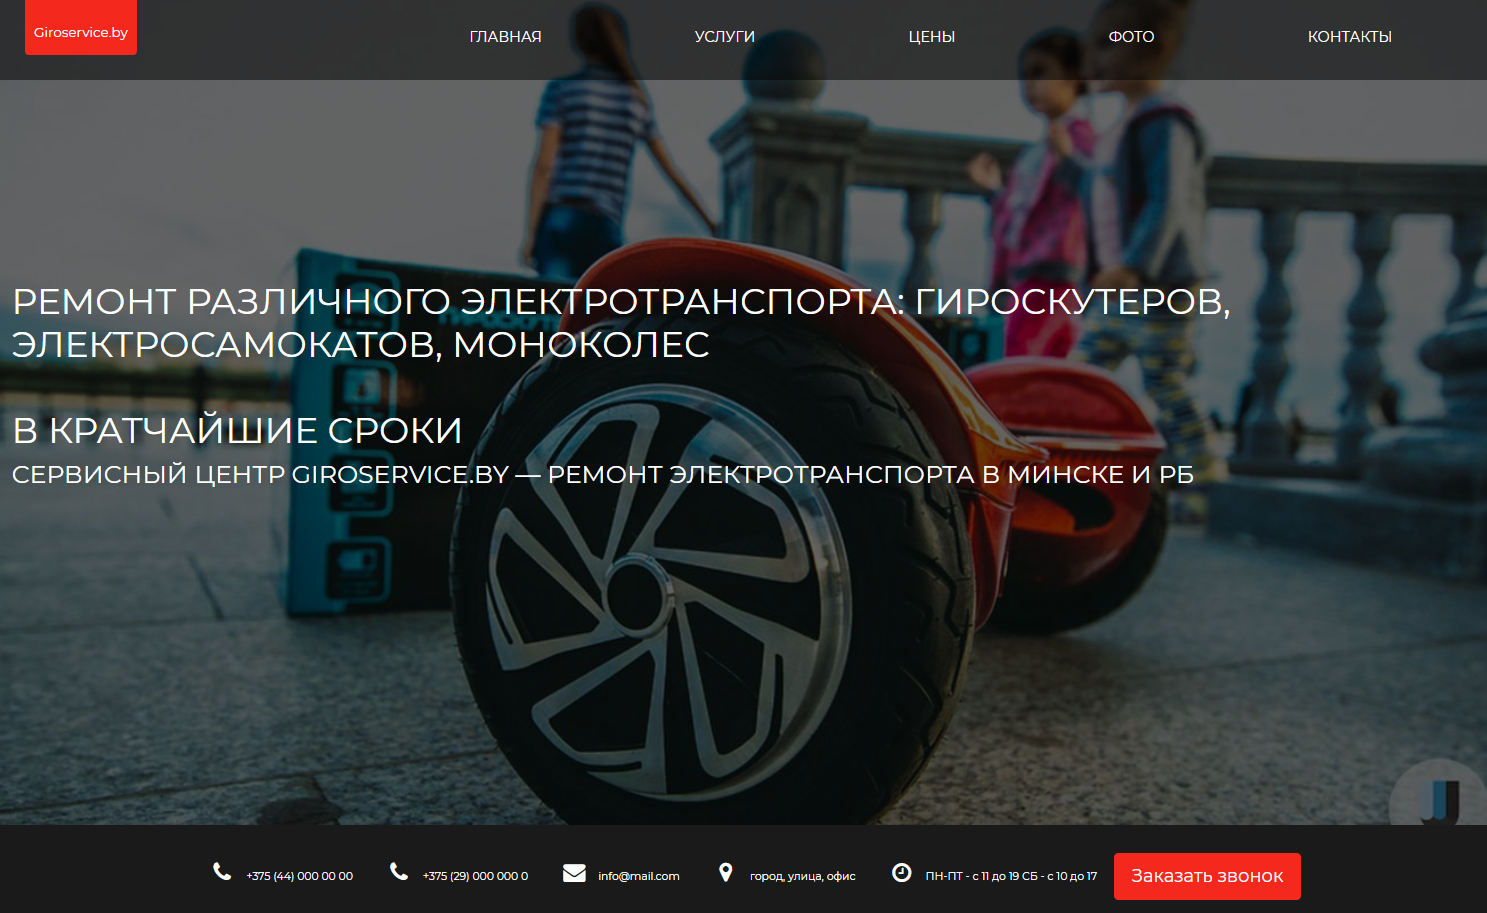 Giroservice.by
ГЛАВНАЯ
УСЛУГИ
ЦЕНЫ
ФОТО
КОНТАКТЫ
РЕМОНТ РАЗЛИЧНОГО ЭЛЕКТРОТРАНСПОРТА: ГИРОСКУТЕРОВ,
ЭЛЕКТРОСАМОКАТОВ, МОНОКОЛЕС
В КРАТЧАЙШИЕ СРОКИ
СЕРВИСНЫЙ ЦЕНТР GIROSERVICE.BY — РЕМОНТ ЭЛЕКТРОТРАНСПОРТА В МИНСКЕ И РБ
+375 (44) 000 00 00
+375 (29) 000 000 0
info@mail.com
город, улица, офис
ПН-ПТ - с 11 до 19 СБ - с 10 до 17
Заказать звонок